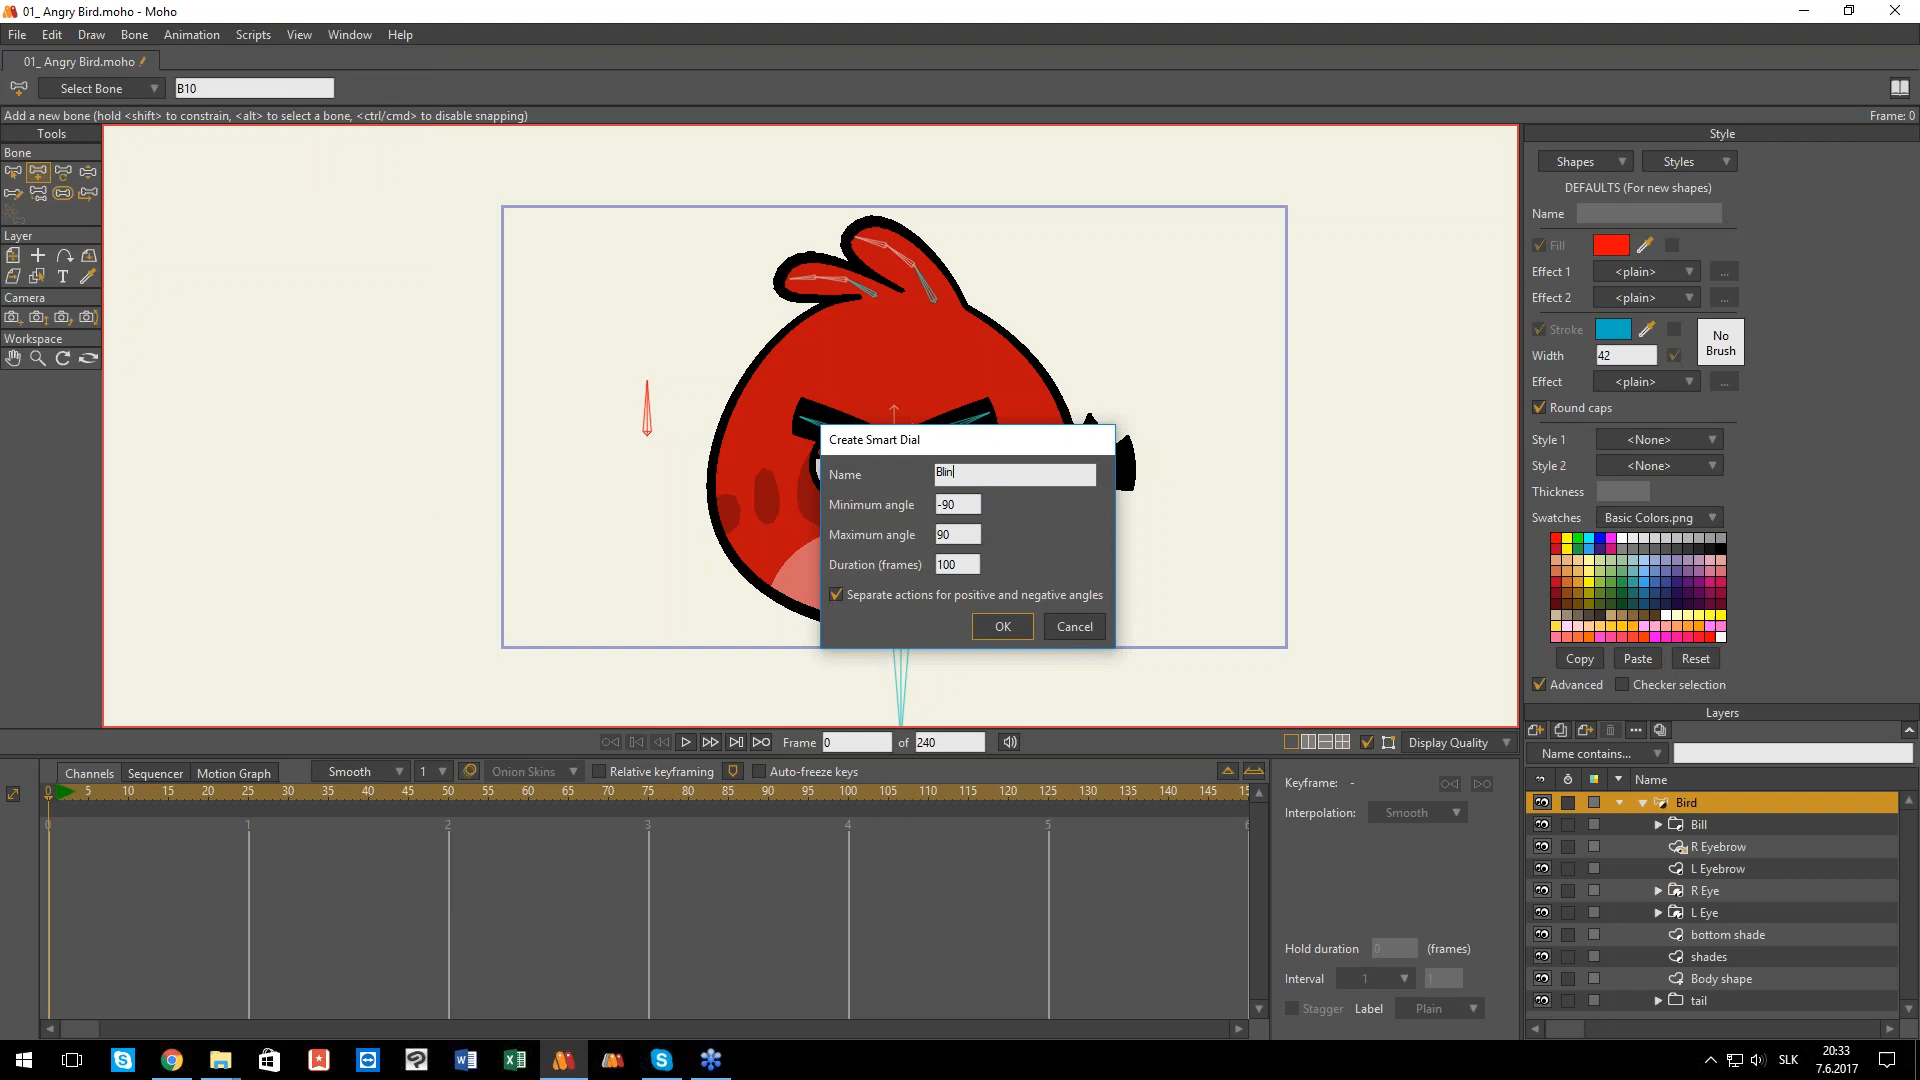 01_ Angry Bird.moho - Moho
File Edit Draw Bone Animation Scripts View Window Help
01_ Angry Bird.moho
Select Bone B10
Add a new bone (hold <shift> to constrain, <alt> to select a bone, <ctrl/cmd> to disable snapping) Frame: 0
Tools
Bone
Layer
T
Camera
Workspace
Create Smart Dial
Name Blin
Minimum angle -90
Maximum angle 90
Duration (frames) 100
Separate actions for positive and negative angles
OK Cancel
Style
Shapes Styles
DEFAULTS (For new shapes)
Name
Fill
Effect 1 <plain> ...
Effect 2 <plain> ...
Stroke
No Brush
Width 42
Effect <plain> ...
Round caps
Style 1 <None>
Style 2 <None>
Thickness
Swatches Basic Colors.png
Copy Paste Reset
Advanced Checker selection
Layers
Name contains...
Name
Bird
Bill
R Eyebrow
L Eyebrow
R Eye
L Eye
bottom shade
shades
Body shape
tail
Frame 0 of 240 Display Quality
Channels Sequencer Motion Graph Smooth 1 Onion Skins Relative keyframing Auto-freeze keys
0 5 10 15 20 25 30 35 40 45 50 55 60 65 70 75 80 85 90 95 100 105 110 115 120 125 130 135 140 145 15
0 1 2 3 4 5 6
Keyframe: -
Interpolation: Smooth
Hold duration 0 (frames)
Interval 1 1
Stagger Label Plain
SLK
20:33
7.6.2017